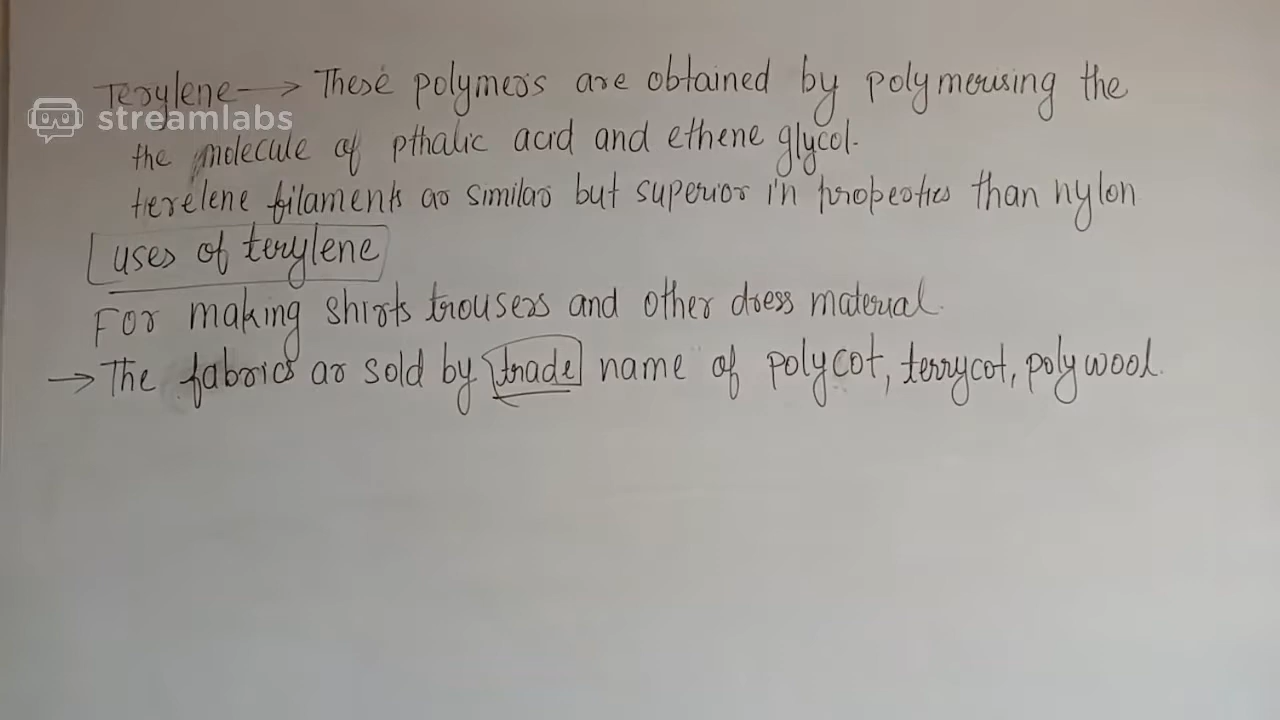 Terylene → These polymers are obtained by polymerising the
streamlabs
the molecule of pthalic acid and ethene glycol.
terelene filaments ar similar but superior in properties than nylon
uses of terylene
For making shirts trousers and other dress material.
→ The fabrics ar sold by trade name of polycot, terrycot, polywool.